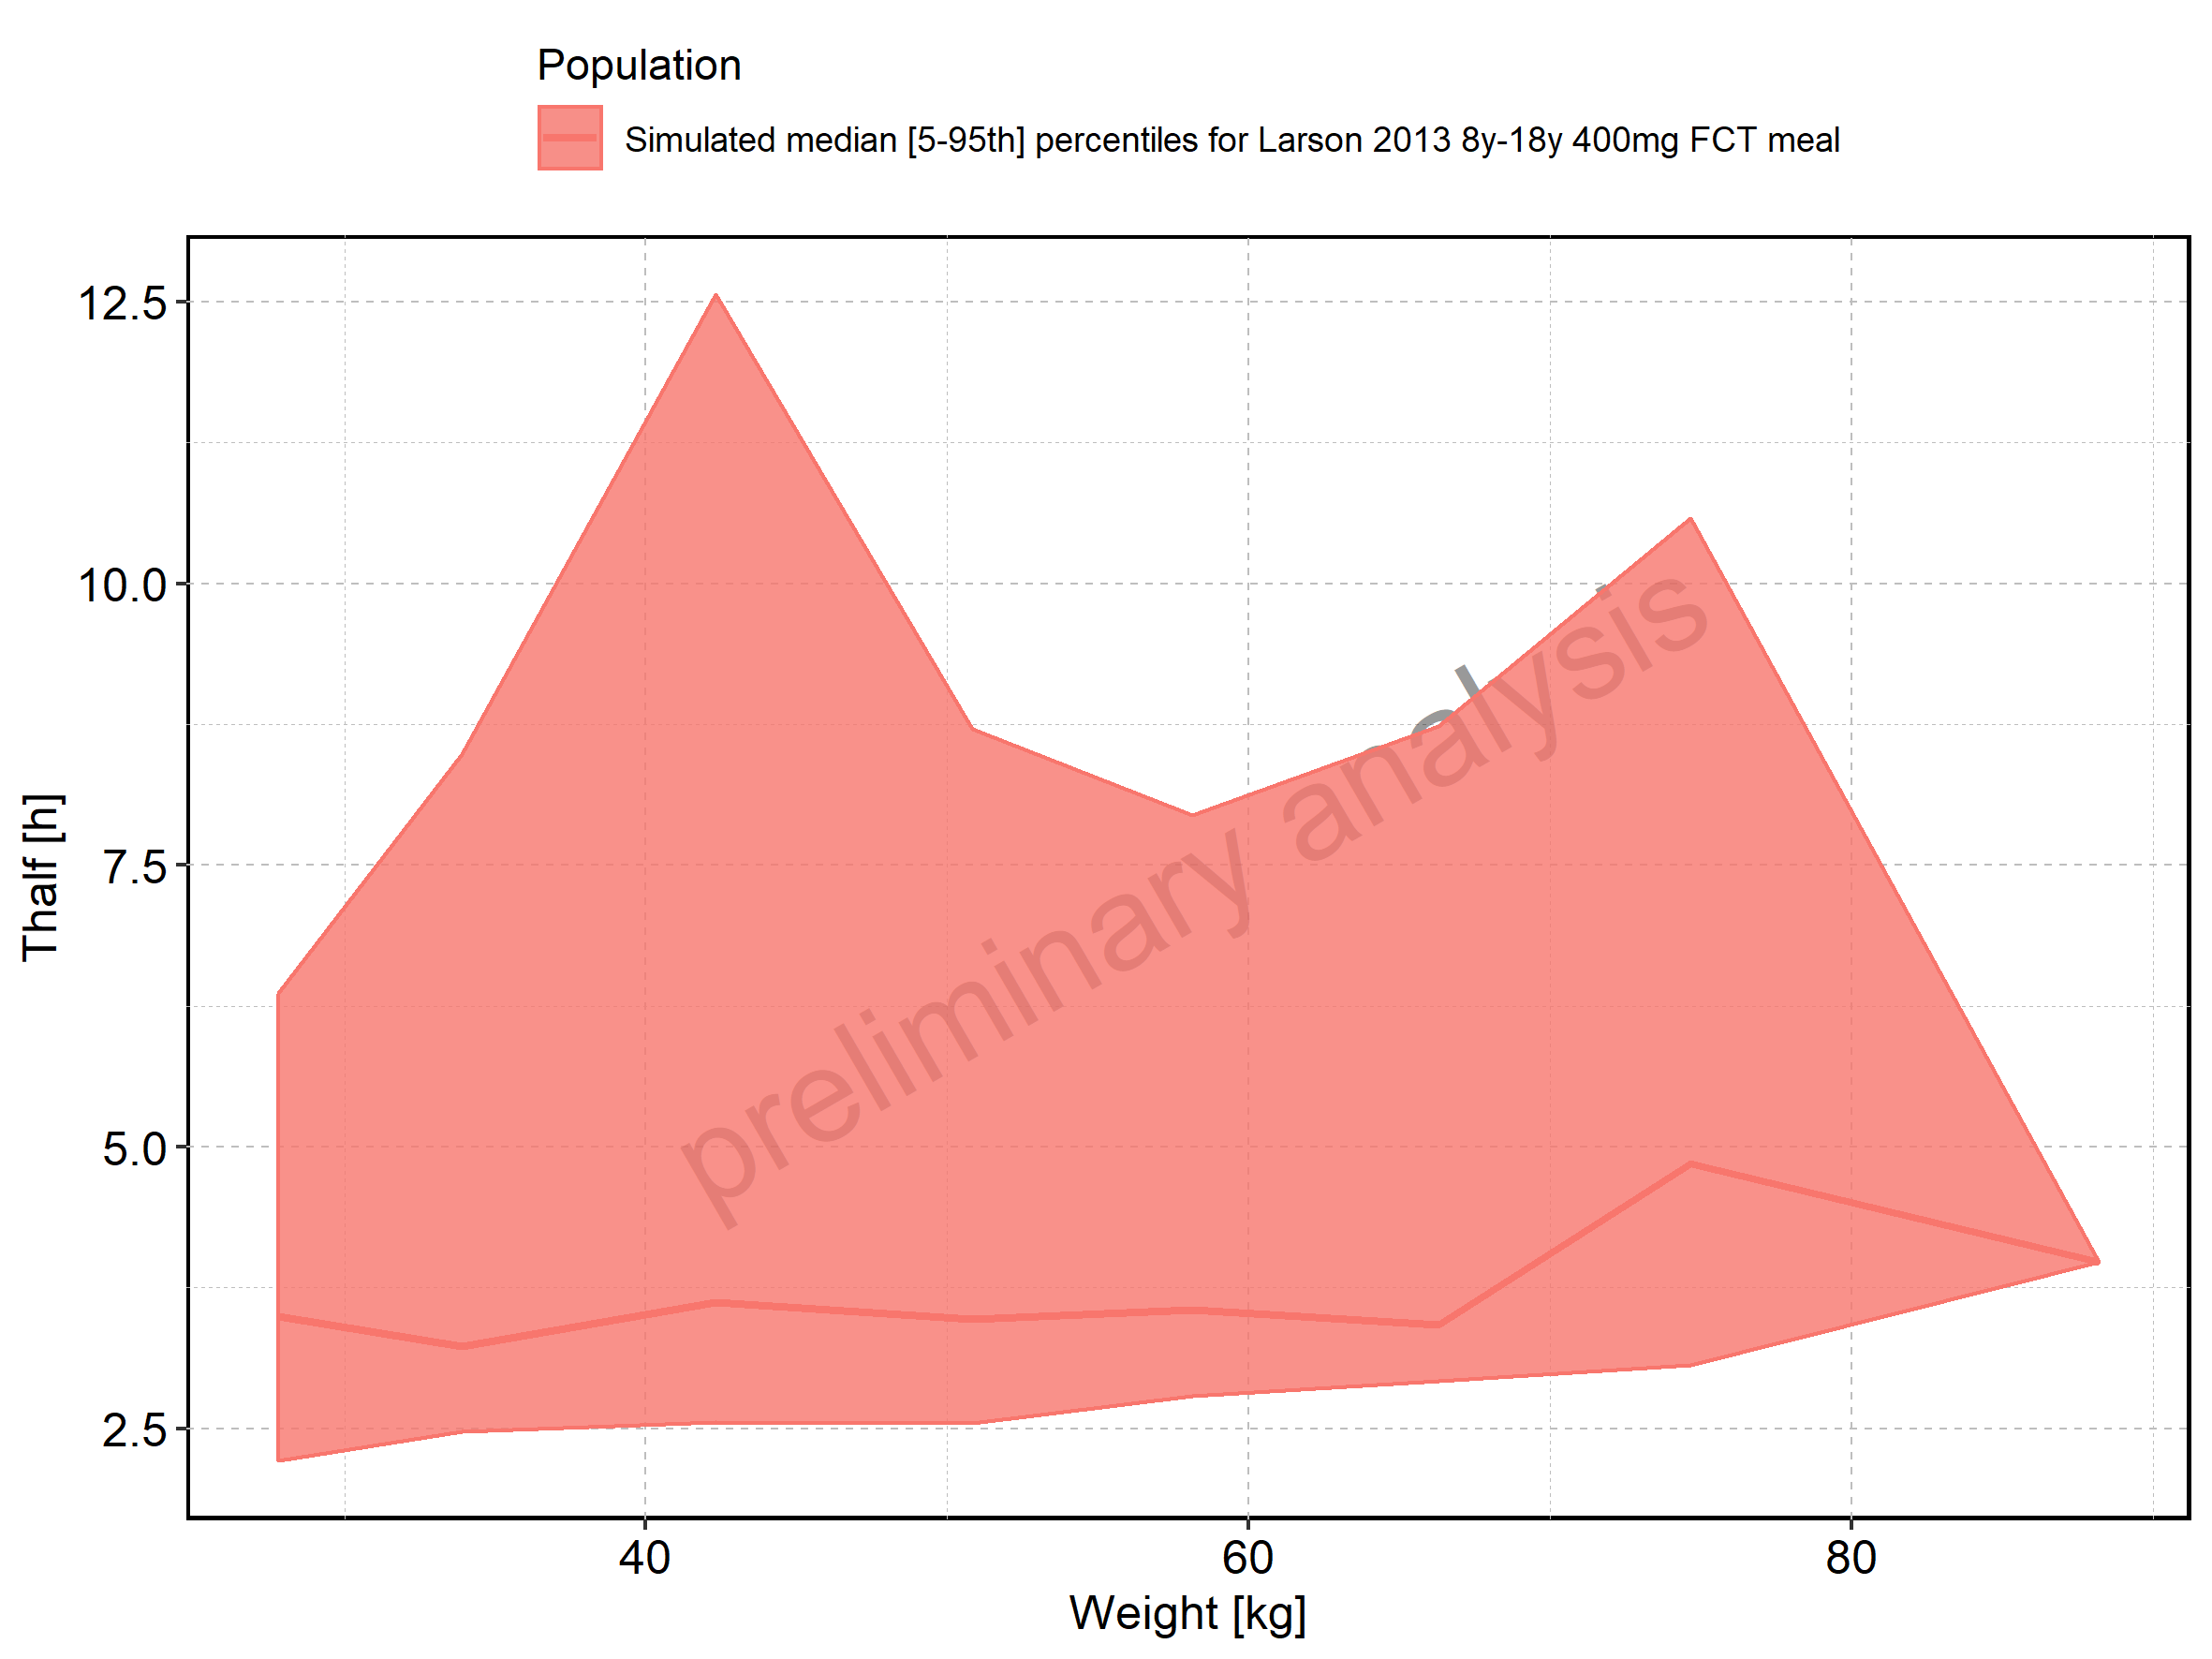 Population
Simulated median [5-95th] percentiles for Larson 2013 8y-18y 400mg FCT meal
12.5
10.0
7.5
5.0
2.5
Thalf [h]
preliminary analysis
40
60
80
Weight [kg]